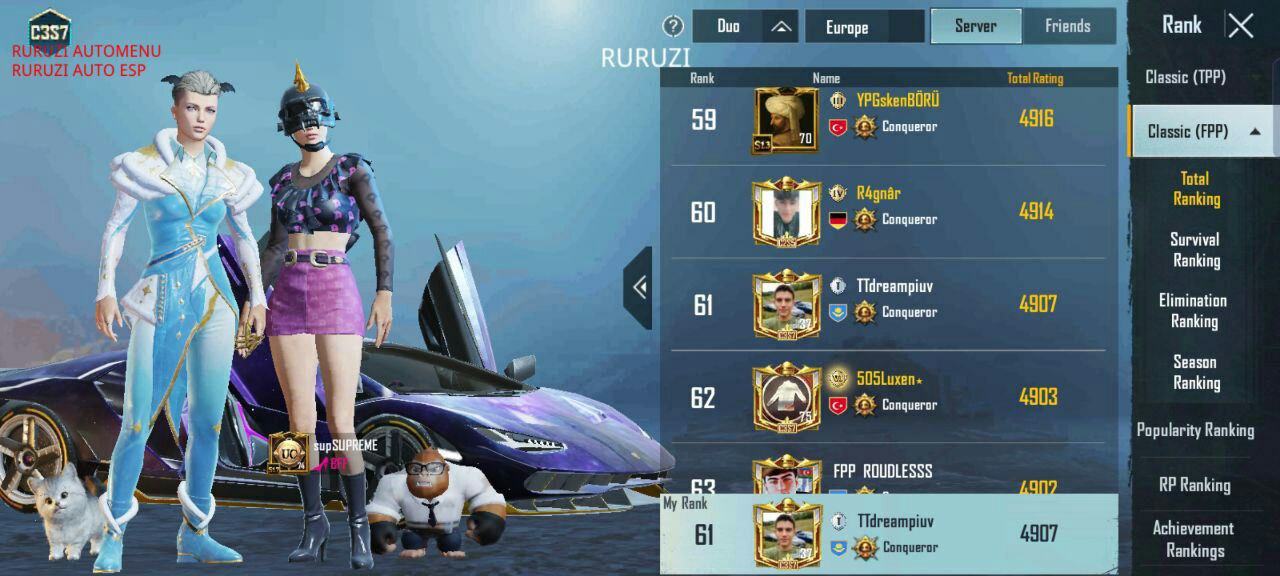 C3S7
RURUZI AUTOMENU
RURUZI AUTO ESP
RURUZI
supSUPREME
BFF
UC
74
? Duo Europe Server Friends
Rank Name Total Rating
59 YPGskenBÖRÜ 4916
Conqueror
S13 70
60 R4gnâr 4914
Conqueror
61 TTdreampiuv 4907
Conqueror
37
C3S7
62 505Luxen★ 4903
Conqueror
75
C3S7
63 FPP ROUDLESSS 4902
My Rank
61 TTdreampiuv 4907
Conqueror
37
C3S7
Rank
Classic (TPP)
Classic (FPP)
Total
Ranking
Survival
Ranking
Elimination
Ranking
Season
Ranking
Popularity Ranking
RP Ranking
Achievement
Rankings